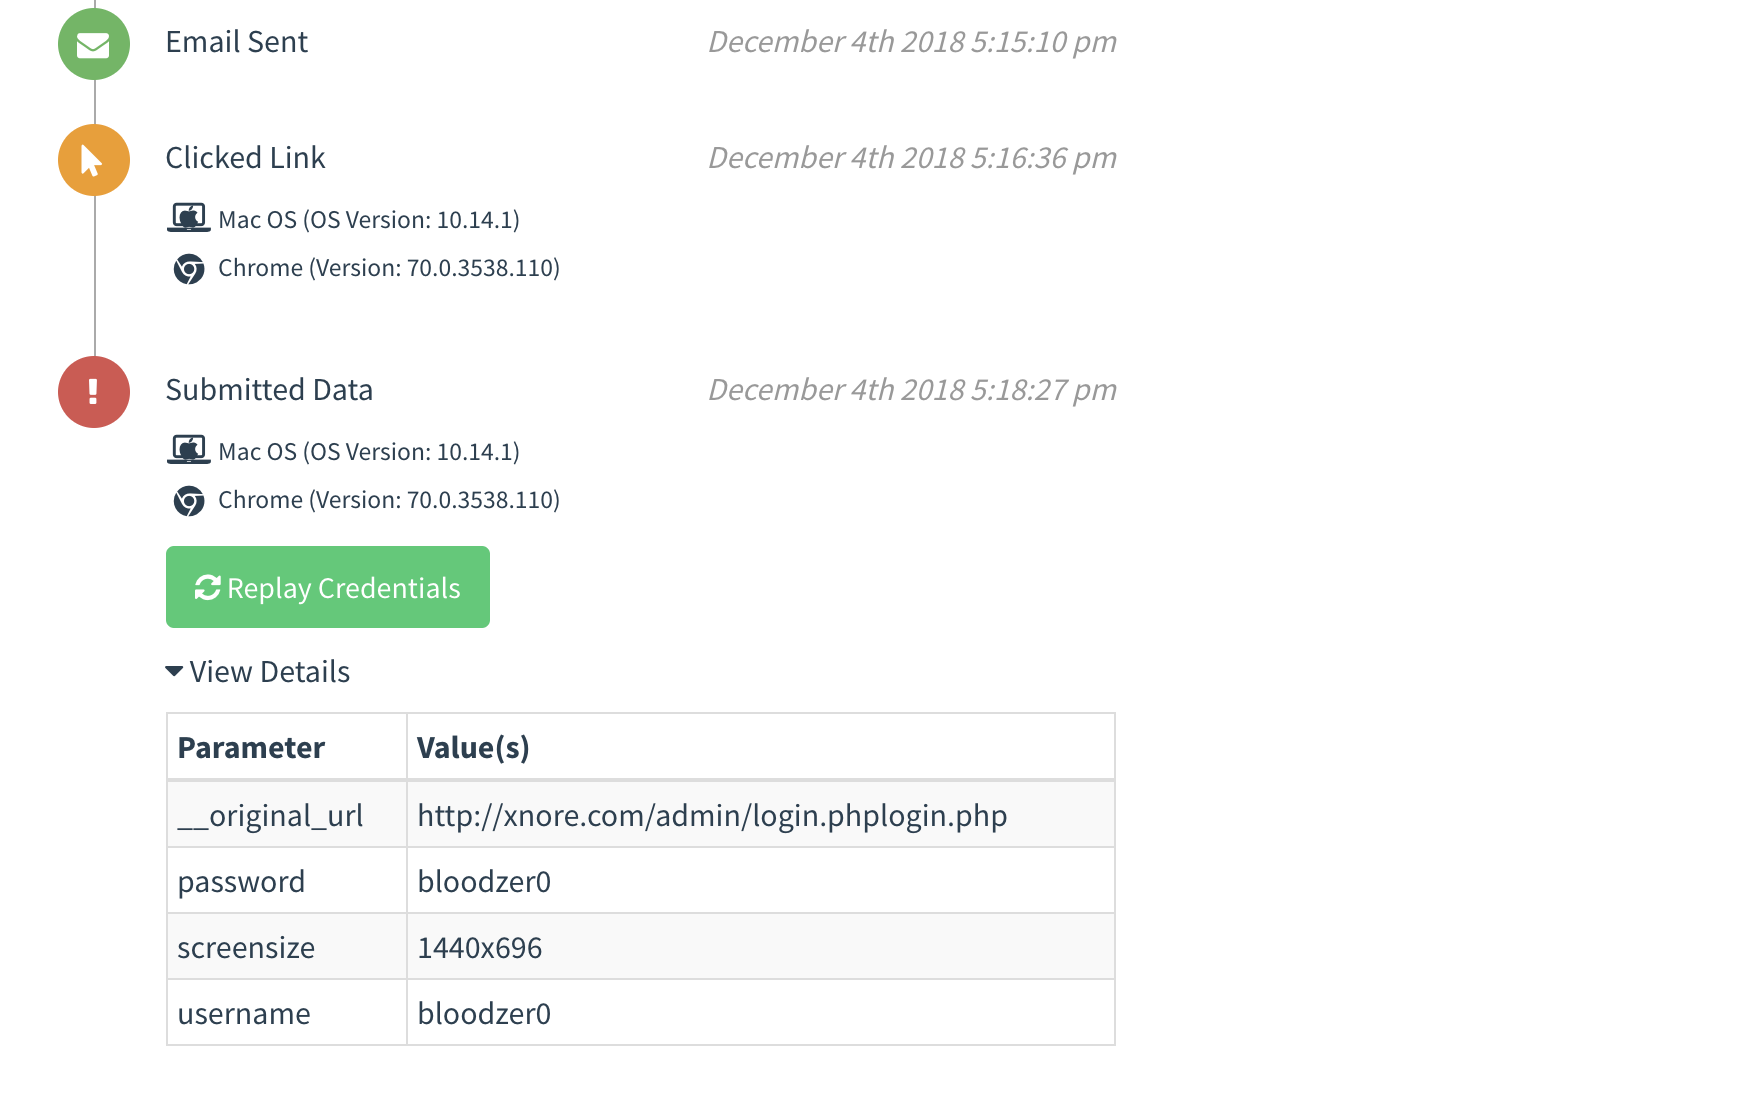 Email Sent December 4th 2018 5:15:10 pm
Clicked Link December 4th 2018 5:16:36 pm
Mac OS (OS Version: 10.14.1)
Chrome (Version: 70.0.3538.110)
Submitted Data December 4th 2018 5:18:27 pm
Mac OS (OS Version: 10.14.1)
Chrome (Version: 70.0.3538.110)
Replay Credentials
View Details
Parameter Value(s)
__original_url http://xnore.com/admin/login.phplogin.php
password bloodzer0
screensize 1440x696
username bloodzer0